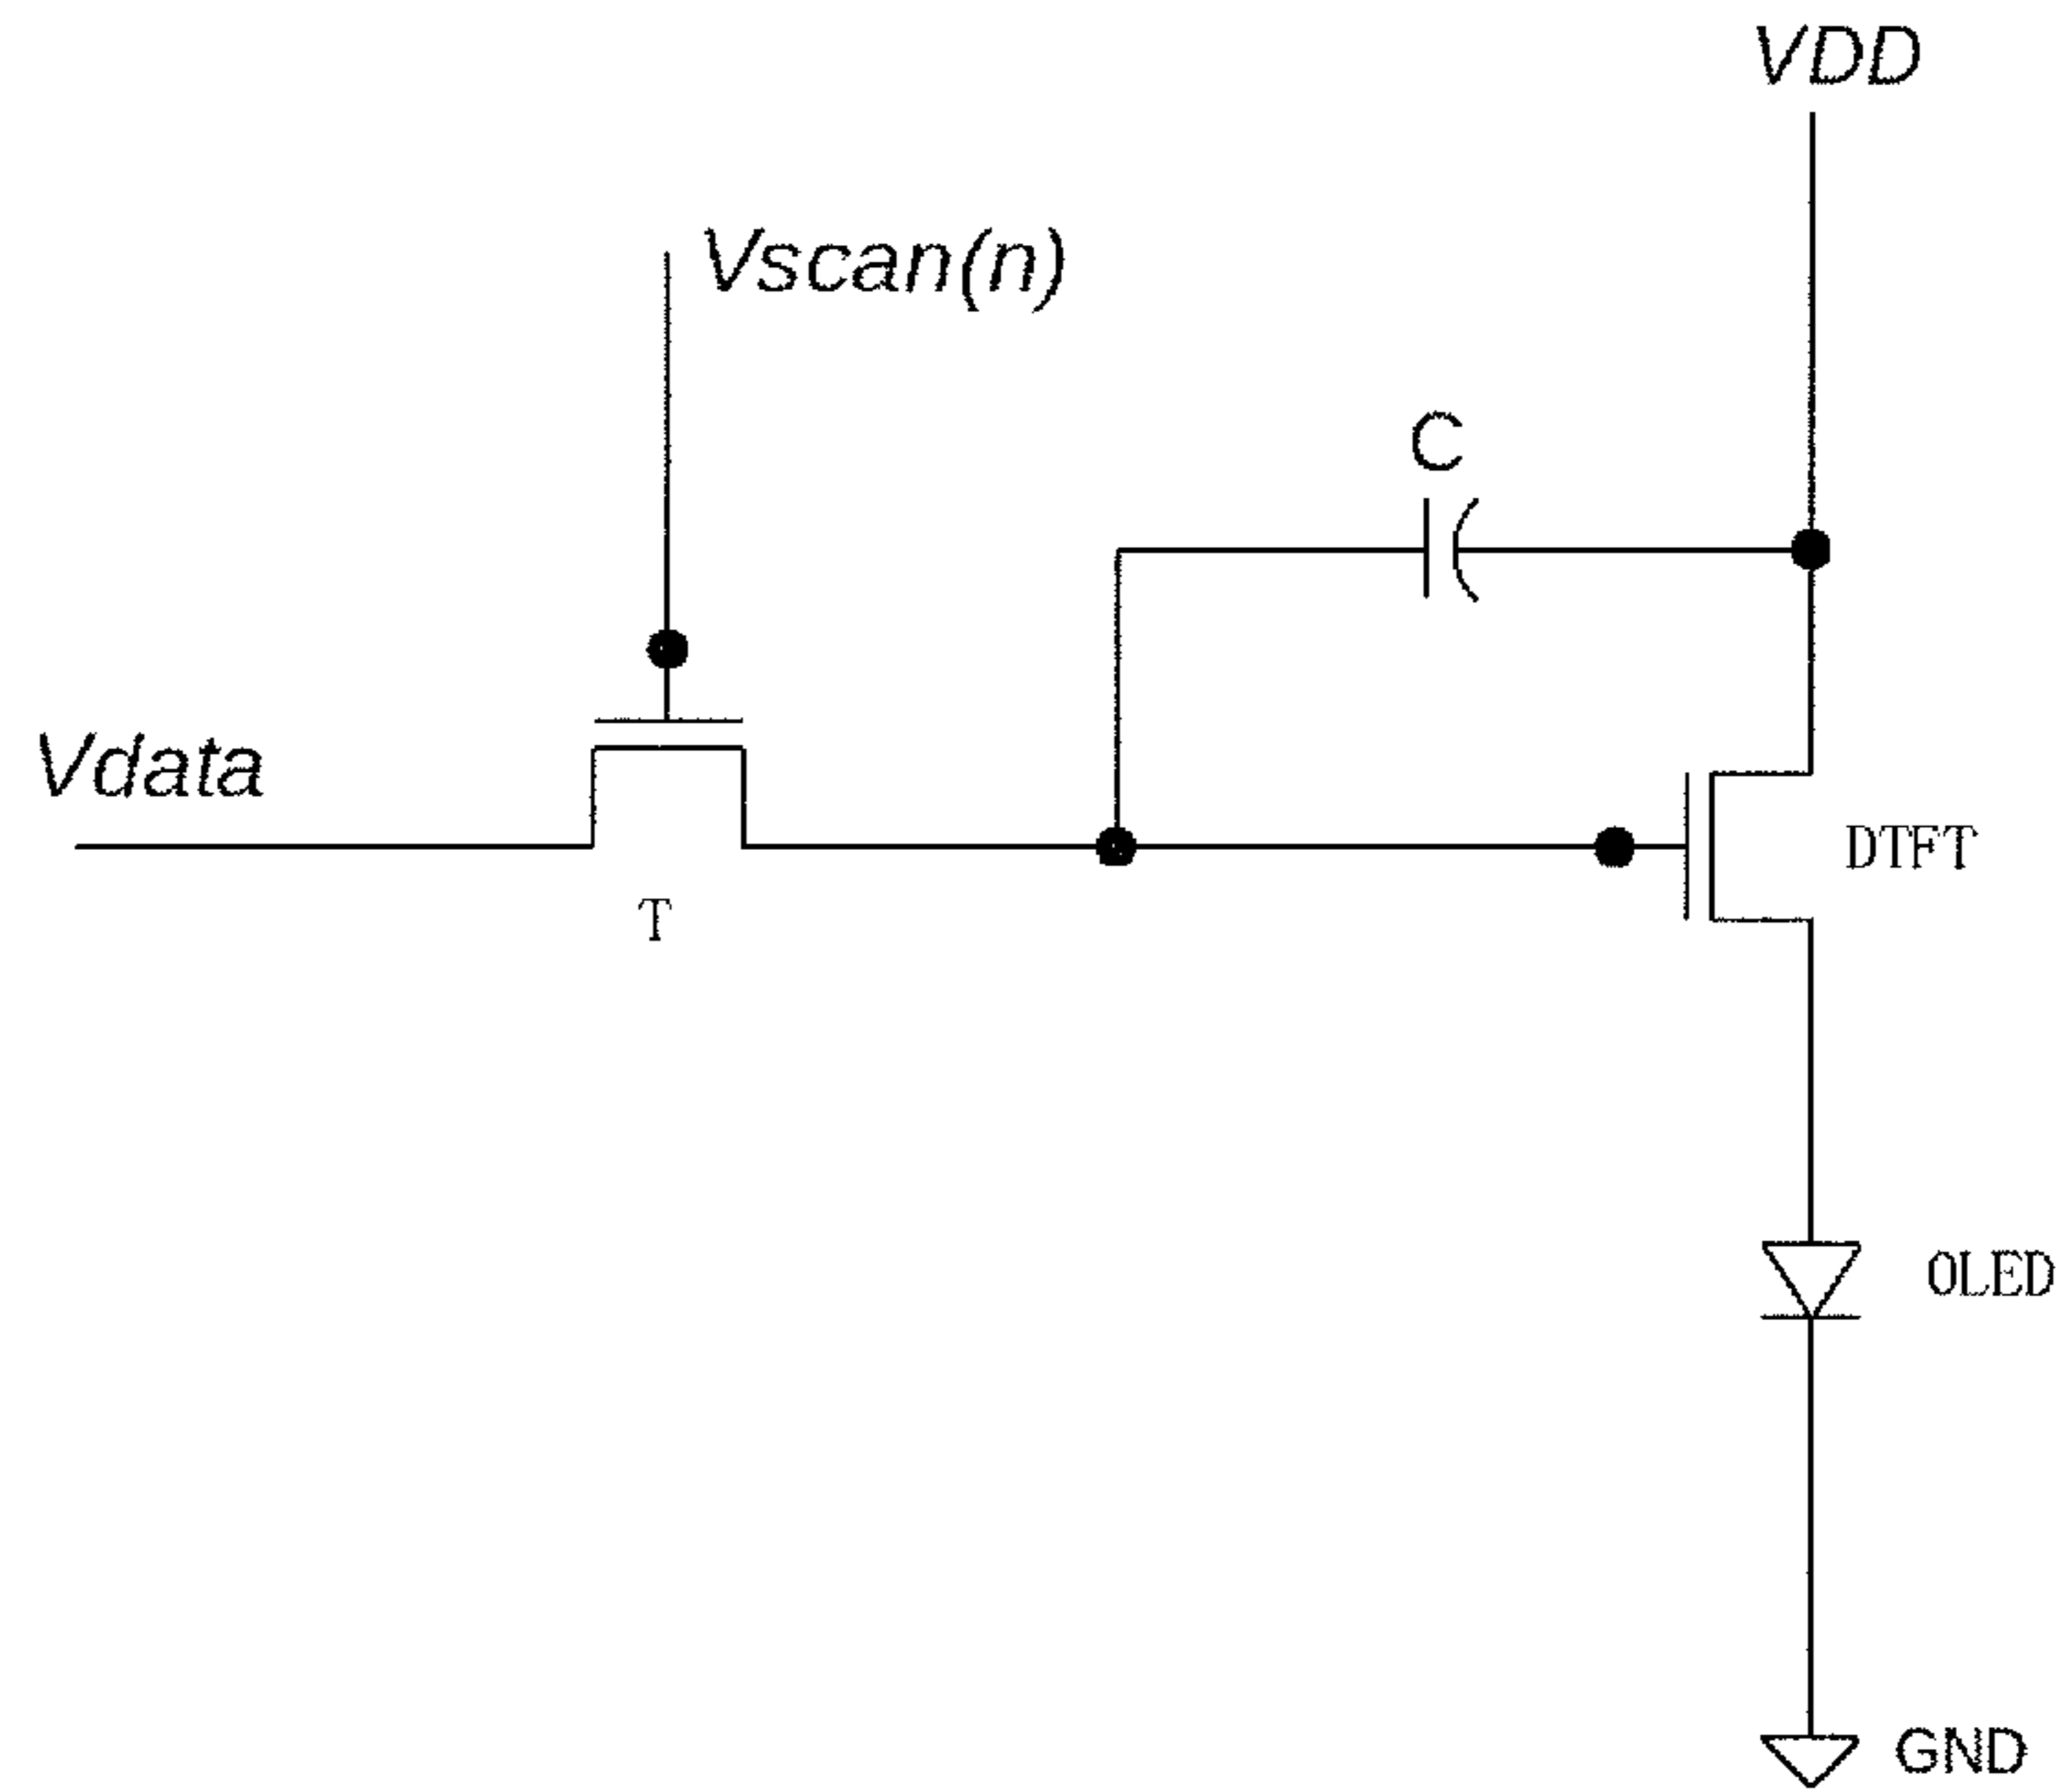 VDD
Vscan(n)
C
Vdata
DTFT
T
OLED
GND